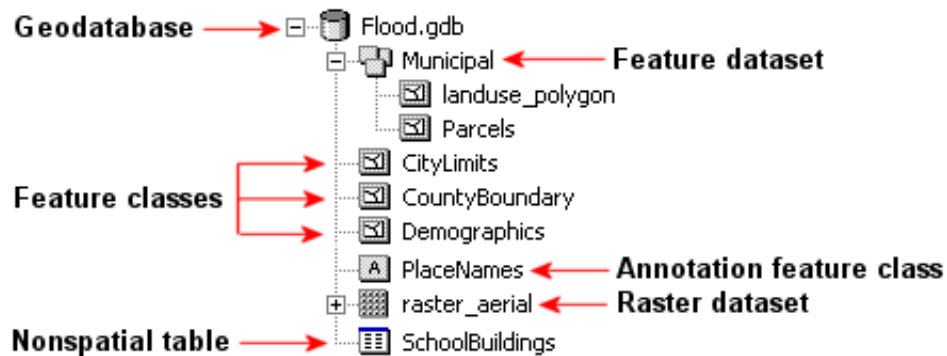 Geodatabase Flood.gdb
Municipal Feature dataset
landuse_polygon
Parcels
CityLimits
Feature classes CountyBoundary
Demographics
A PlaceNames Annotation feature class
raster_aerial Raster dataset
Nonspatial table SchoolBuildings